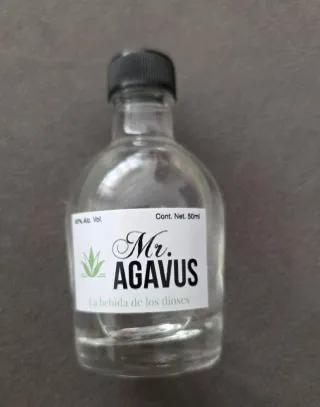 40% Alc. Vol. Cont. Net. 50ml
Mr.
AGAVUS
La bebida de los dioses